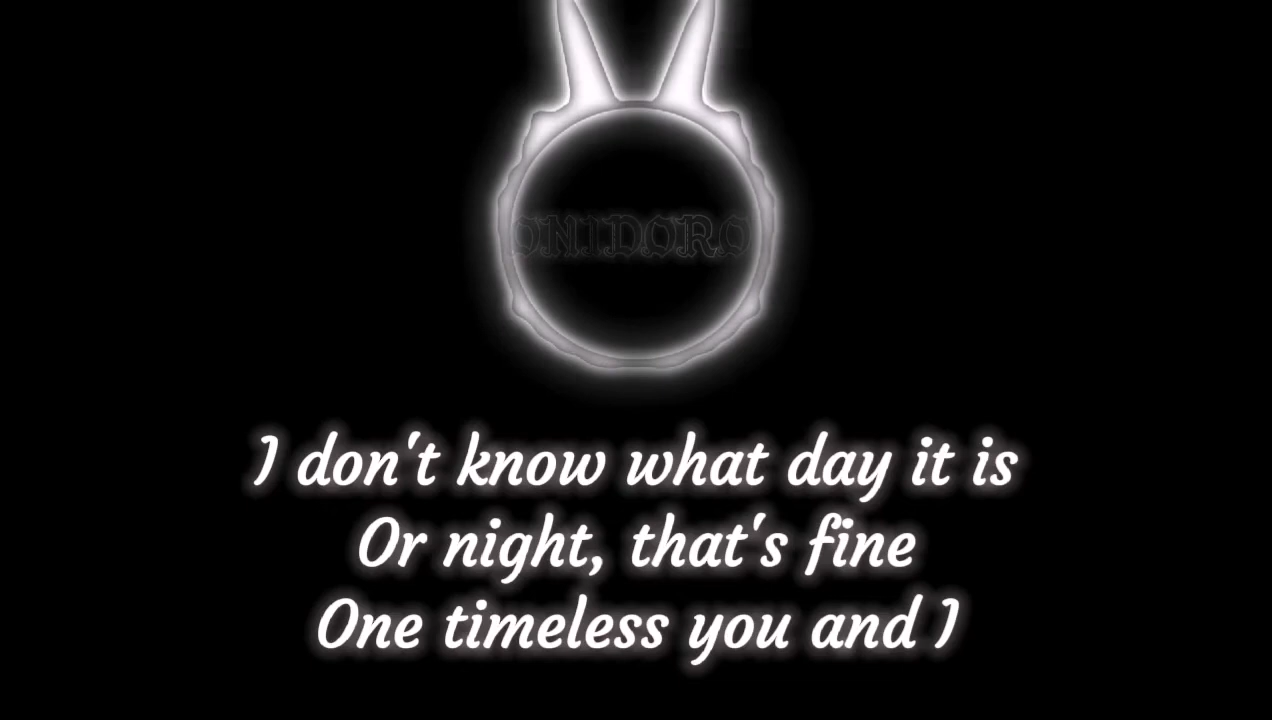 ONIDORO
I don't know what day it is
Or night, that's fine
One timeless you and I